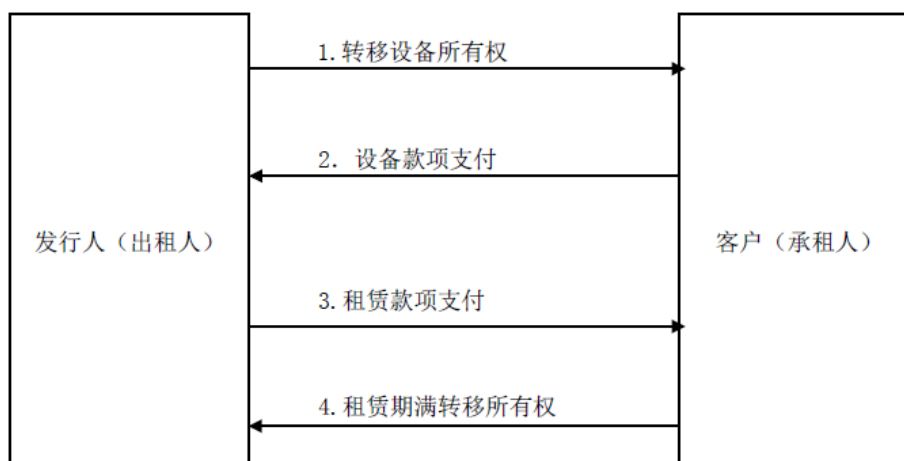 1.转移设备所有权
2. 设备款项支付
发行人（出租人）
客户（承租人）
3.租赁款项支付
4.租赁期满转移所有权